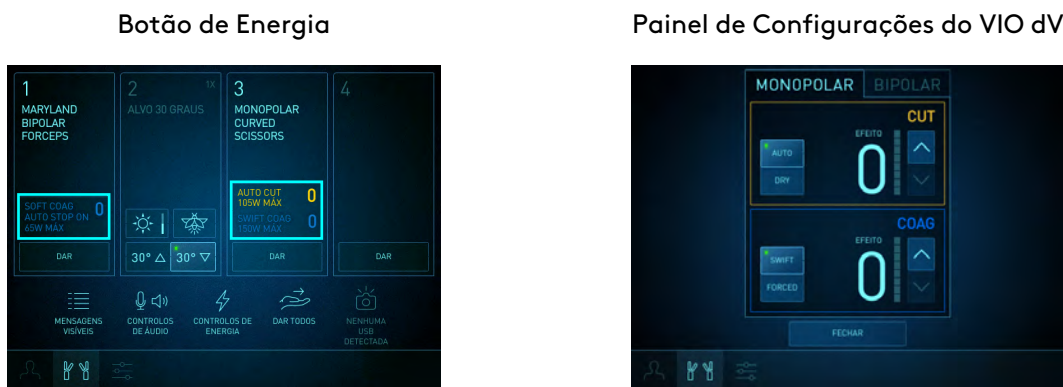 Botão de Energia
Painel de Configurações do VIO dV
1
MARYLAND
BIPOLAR
FORCEPS
SOFT COAG
AUTO STOP ON
65W MÁX
0
DAR
2
1X
ALVO 30 GRAUS
30°
30°
3
MONOPOLAR
CURVED
SCISSORS
AUTO CUT
105W MÁX
0
SWIFT COAG
150W MÁX
0
DAR
4
DAR
MENSAGENS
VISÍVEIS
CONTROLOS
DE ÁUDIO
CONTROLOS DE
ENERGIA
DAR TODOS
NENHUMA
USB
DETECTADA
MONOPOLAR
BIPOLAR
CUT
EFEITO
AUTO
DRY
0
COAG
EFEITO
SWIFT
FORCED
0
FECHAR